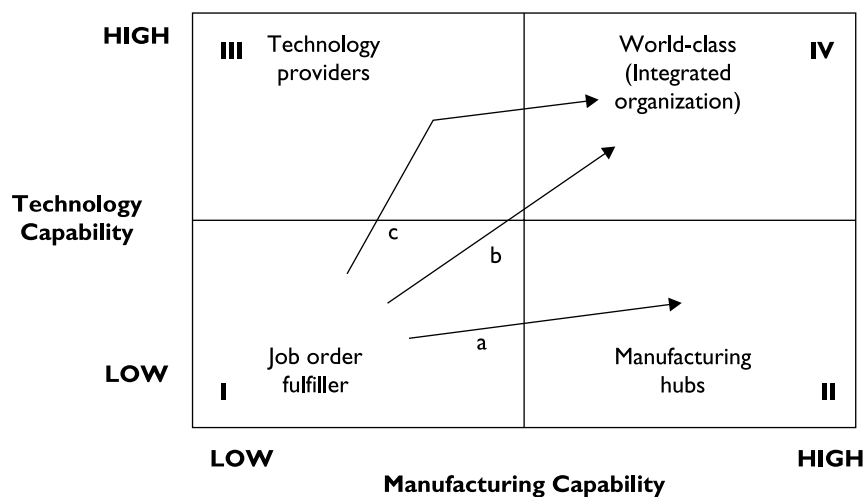 HIGH
III
Technology
providers
World-class
(Integrated
organization)
IV
Technology
Capability
c
b
a
LOW
I
Job order
fulfiller
Manufacturing
hubs
II
LOW
HIGH
Manufacturing Capability